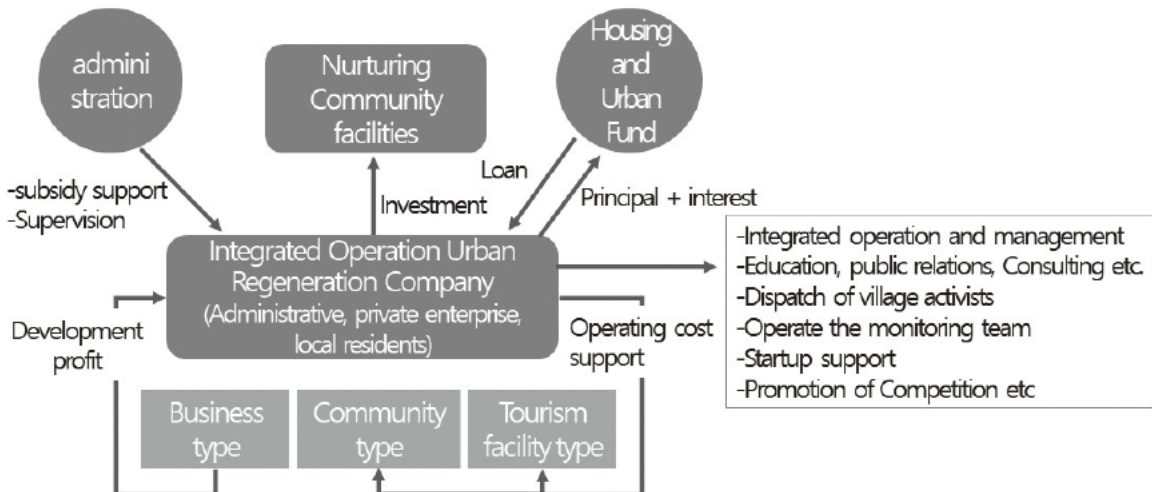 admini
stration
Nurturing
Community
facilities
Housing
and
Urban
Fund
-subsidy support
-Supervision
Investment
Loan
Principal + interest
Integrated Operation Urban
Regeneration Company
(Administrative, private enterprise,
local residents)
-Integrated operation and management
-Education, public relations, Consulting etc.
-Dispatch of village activists
-Operate the monitoring team
-Startup support
-Promotion of Competition etc
Development
profit
Operating cost
support
Business
type
Community
type
Tourism
facility type